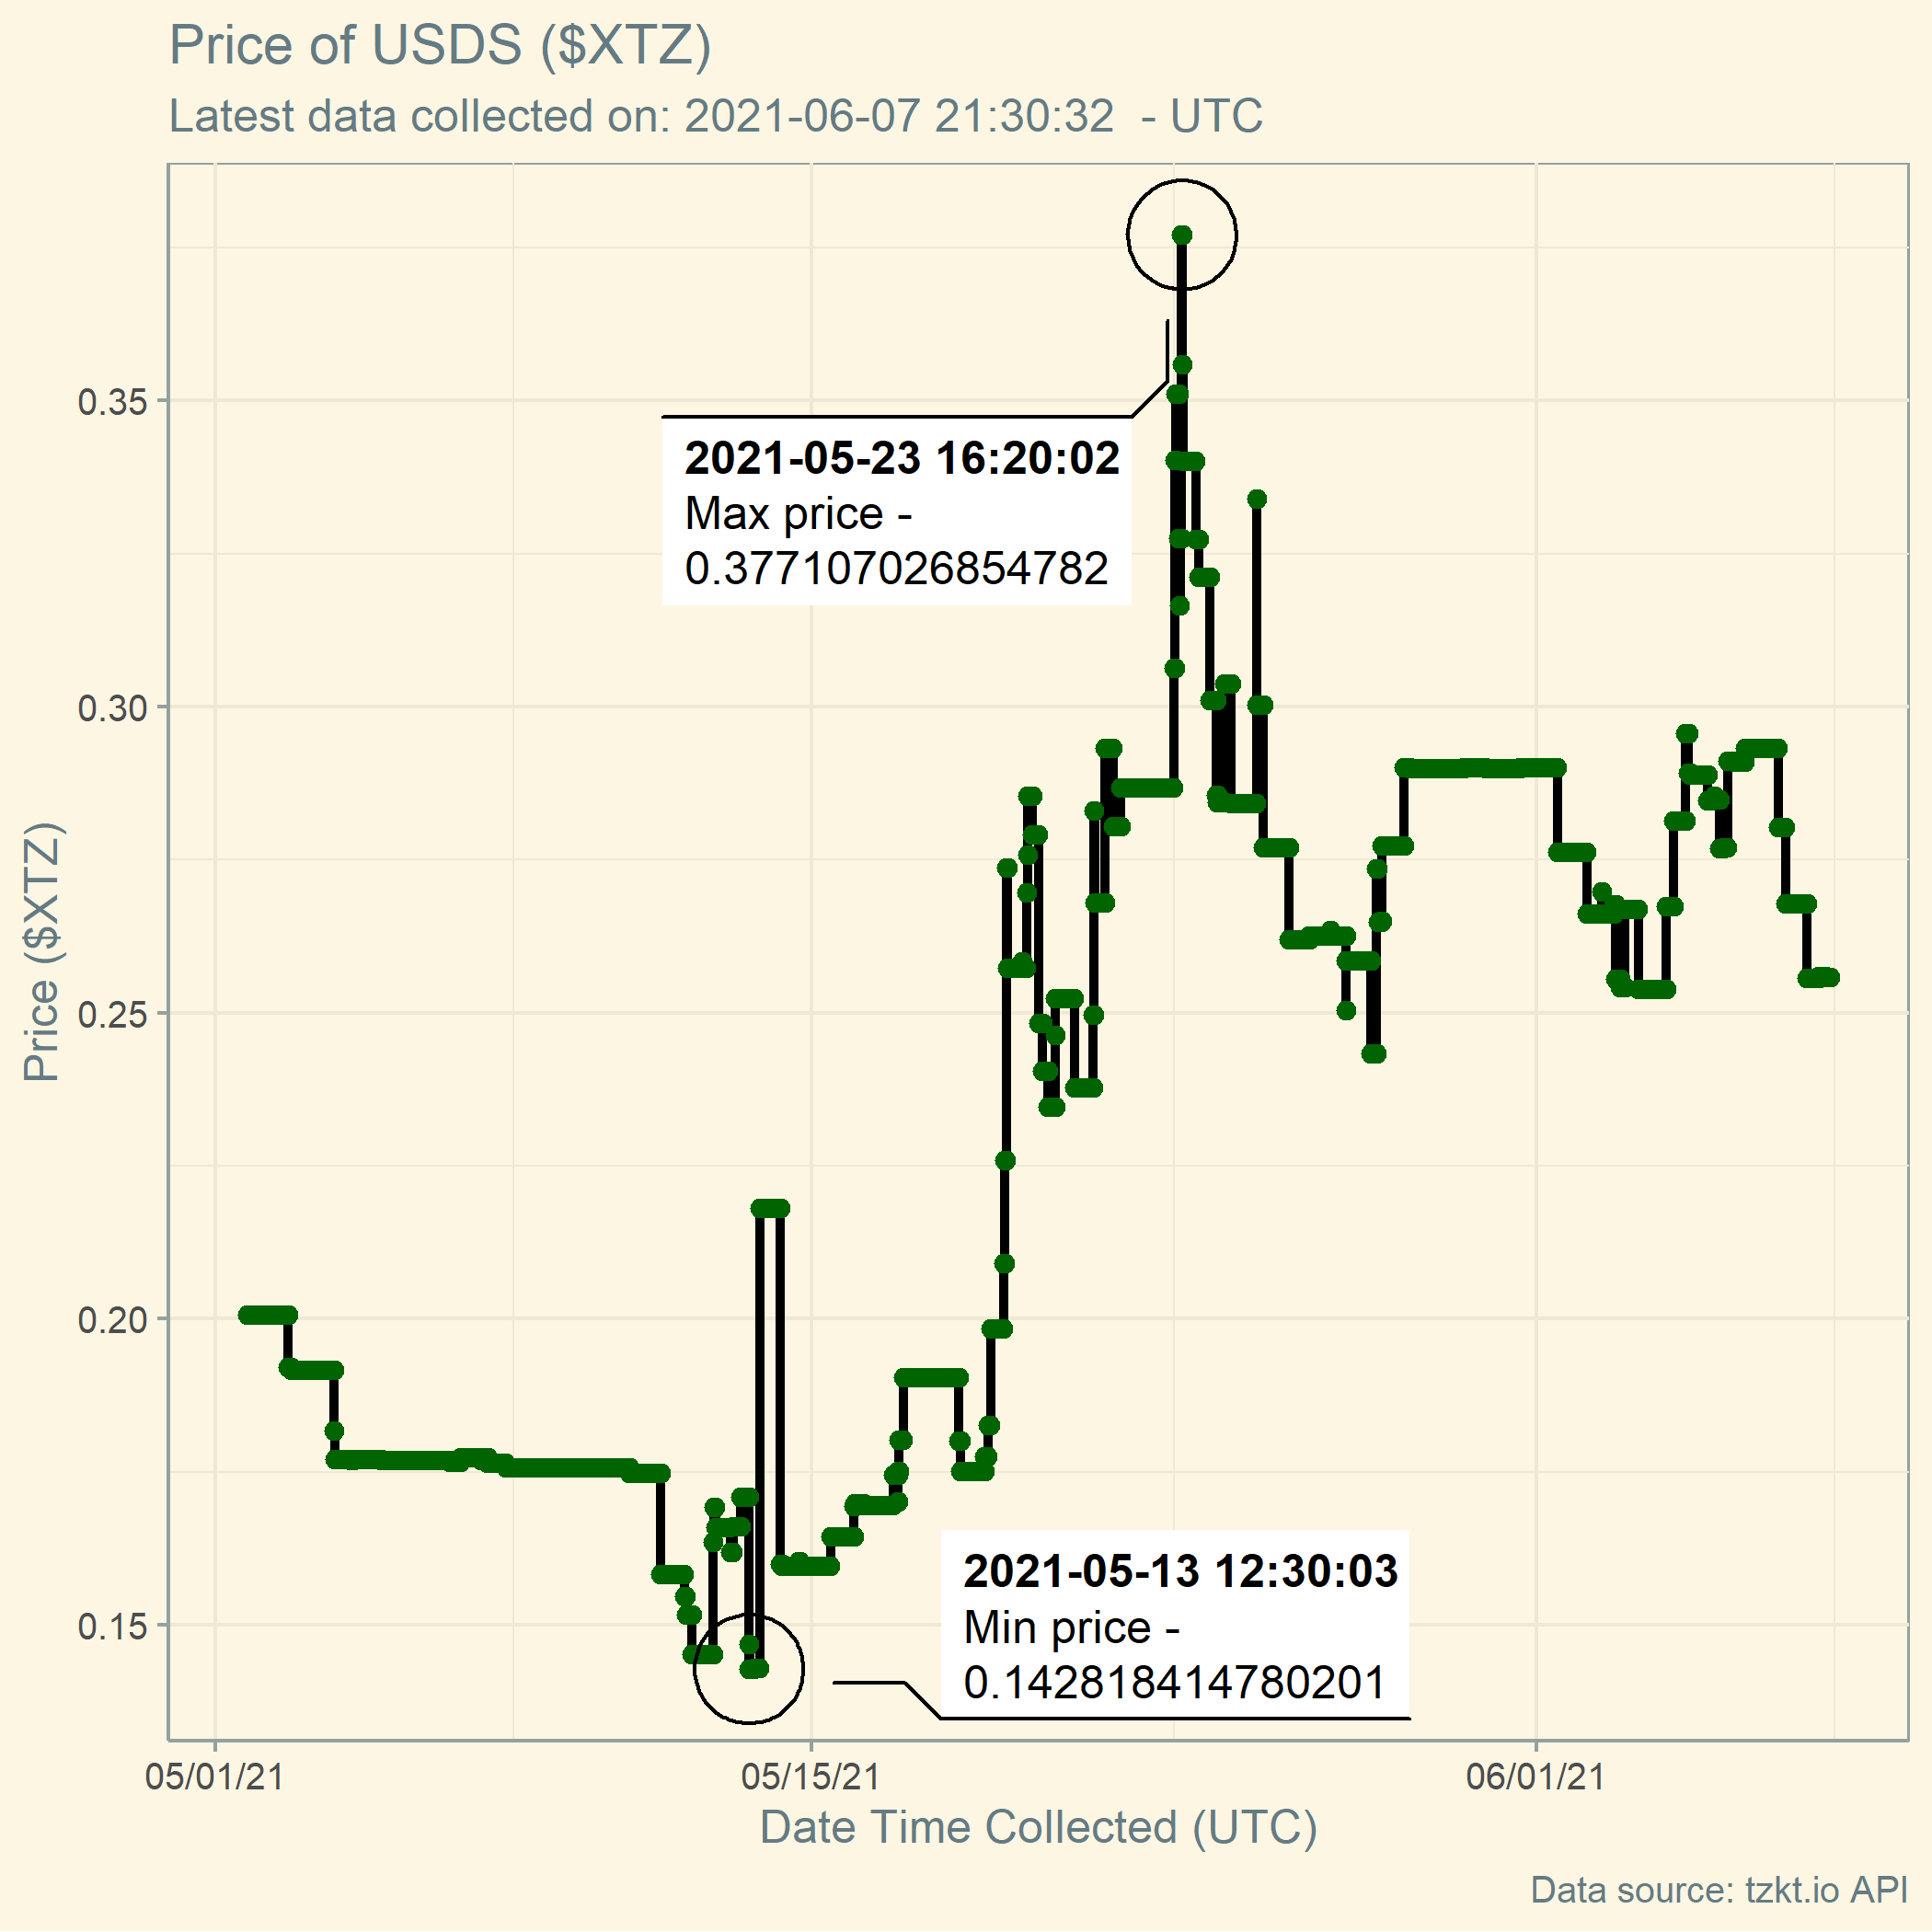 Price of USDS ($XTZ)
Latest data collected on: 2021-06-07 21:30:32  - UTC
2021-05-23 16:20:02
Max price -
0.377107026854782
2021-05-13 12:30:03
Min price -
0.142818414780201
Price ($XTZ)
0.35
0.30
0.25
0.20
0.15
05/01/21
05/15/21
06/01/21
Date Time Collected (UTC)
Data source: tzkt.io API